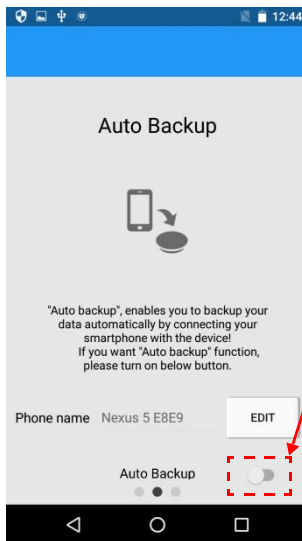 12:44
Auto Backup
"Auto backup", enables you to backup your
data automatically by connecting
smartphone with the device!
If you want "Auto backup" function,
please turn on below button.
Phone name Nexus 5 E8E9 EDIT
Auto Backup